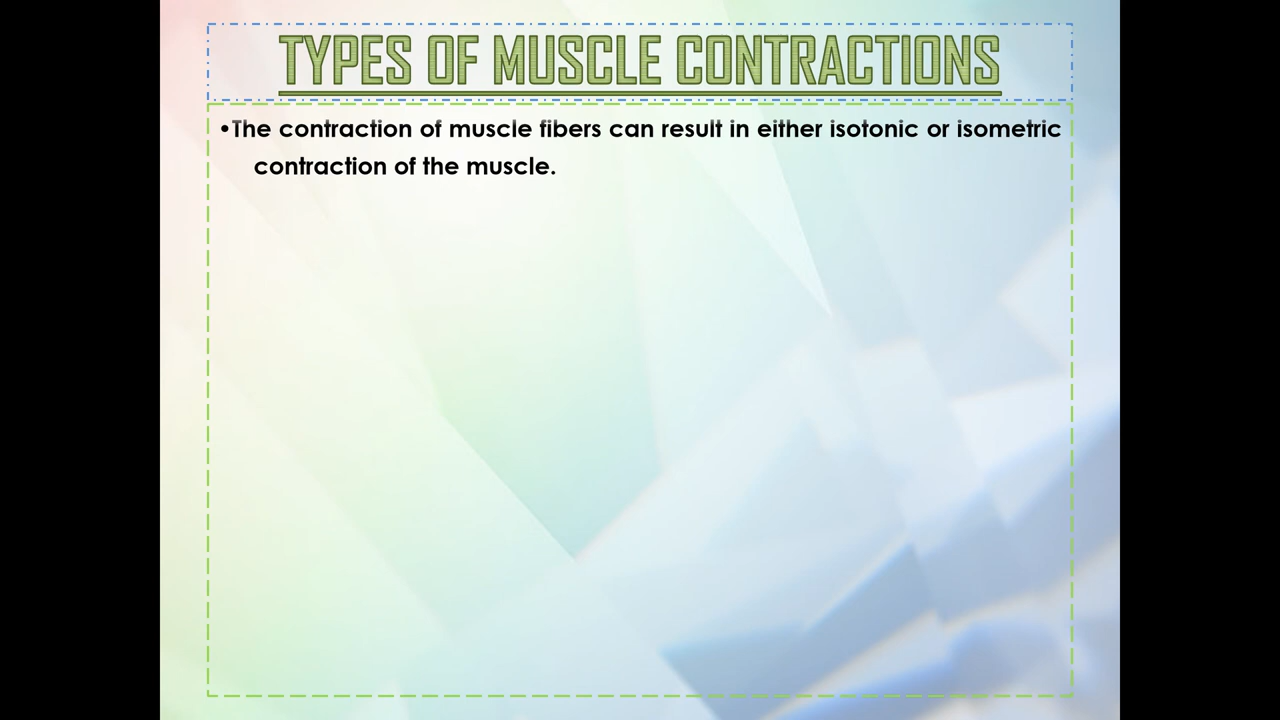 TYPES OF MUSCLE CONTRACTIONS
•The contraction of muscle fibers can result in either isotonic or isometric
contraction of the muscle.